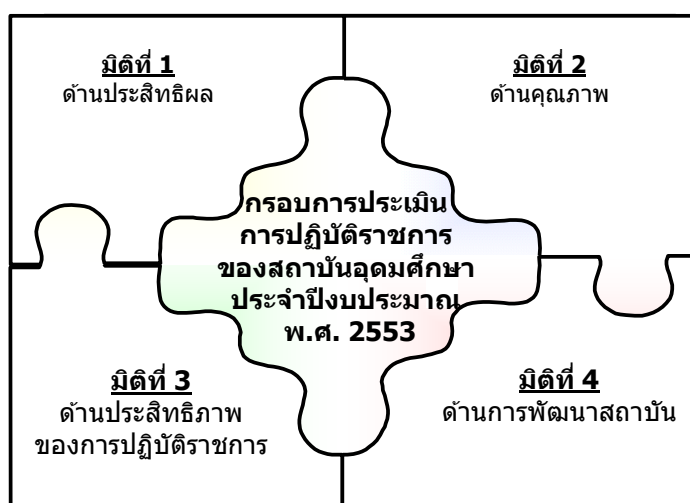 มิติที่ 1
ด้านประสิทธิผล
มิติที่ 2
ด้านคุณภาพ
กรอบการประเมิน
การปฏิบัติราชการ
ของสถาบันอุดมศึกษา
ประจำปีงบประมาณ
พ.ศ. 2553
มิติที่ 3
ด้านประสิทธิภาพ
ของการปฏิบัติราชการ
มิติที่ 4
ด้านการพัฒนาสถาบัน